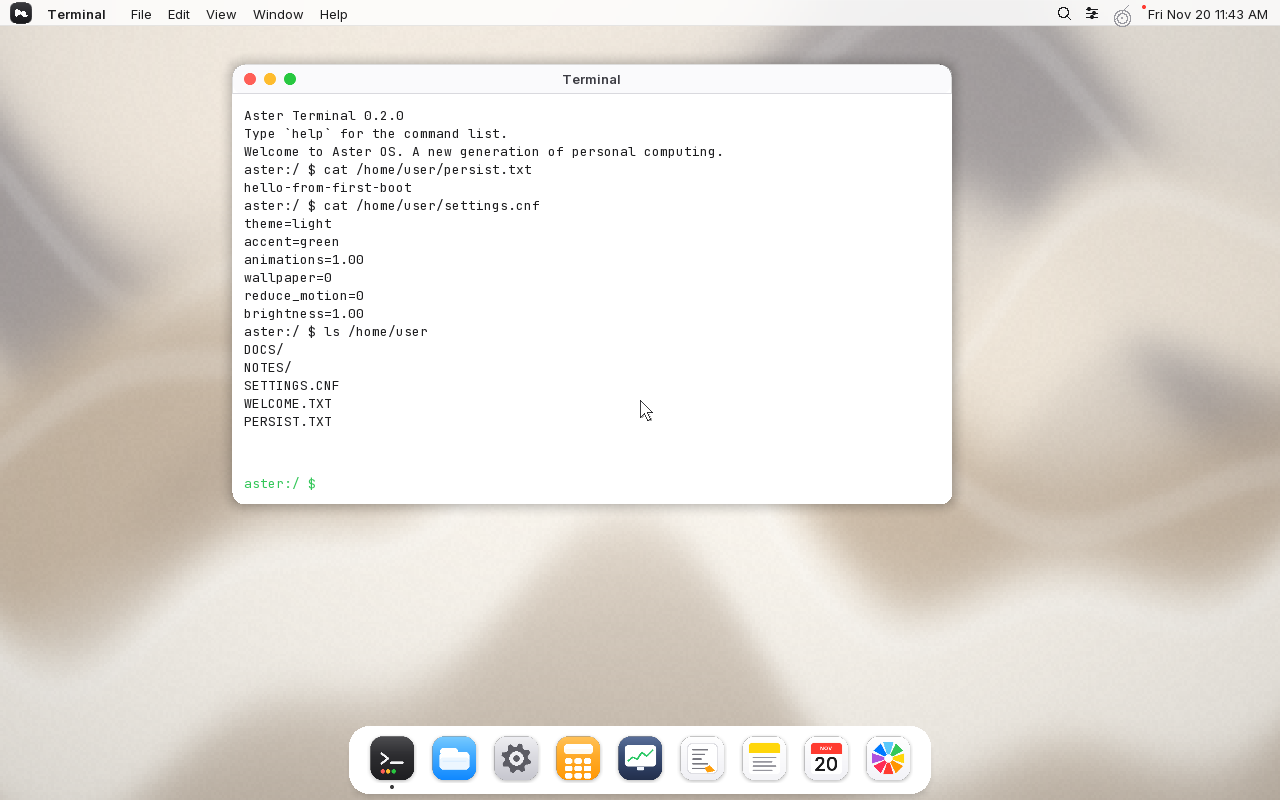 Terminal File Edit View Window Help Fri Nov 20 11:43 AM
Terminal
Aster Terminal 0.2.0
Type `help` for the command list.
Welcome to Aster OS. A new generation of personal computing.
aster:/ $ cat /home/user/persist.txt
hello-from-first-boot
aster:/ $ cat /home/user/settings.cnf
theme=light
accent=green
animations=1.00
wallpaper=0
reduce_motion=0
brightness=1.00
aster:/ $ ls /home/user
DOCS/
NOTES/
SETTINGS.CNF
WELCOME.TXT
PERSIST.TXT
aster:/ $
NOV
20